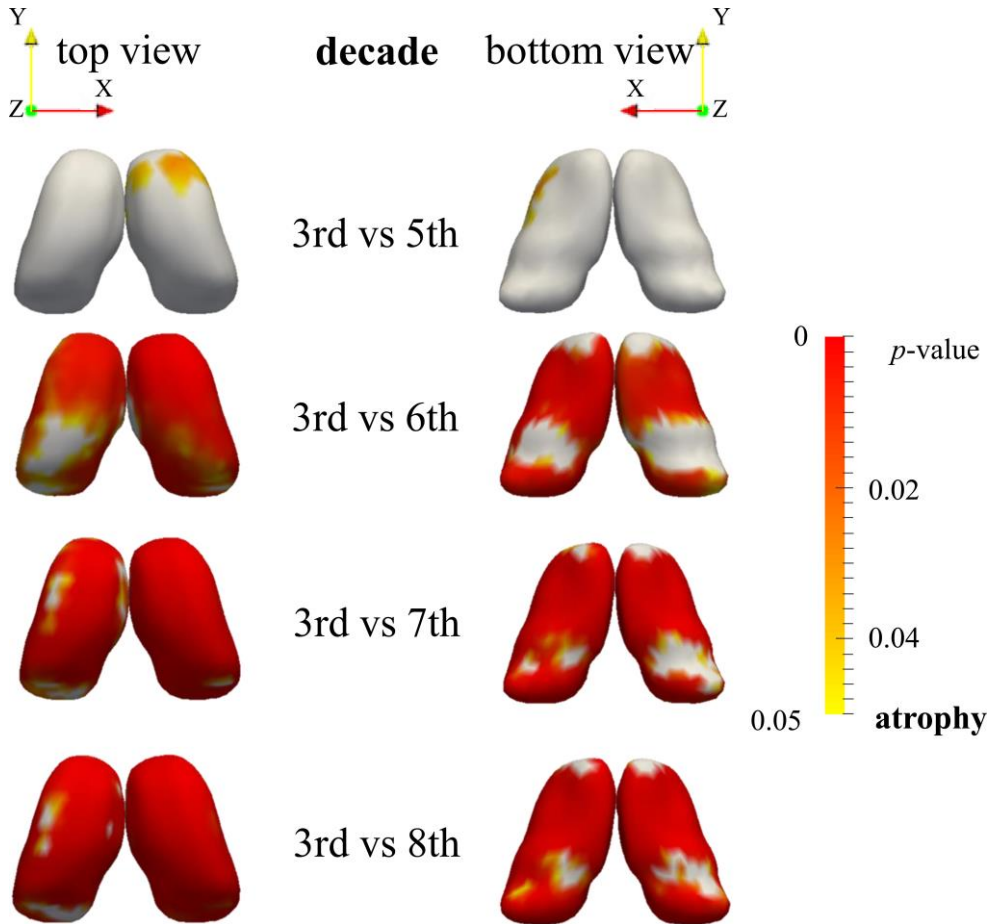 Y
top view
X
Z
decade
bottom view
Y
X
Z
3rd vs 5th
3rd vs 6th
0
p-value
0.02
3rd vs 7th
0.04
0.05
atrophy
3rd vs 8th